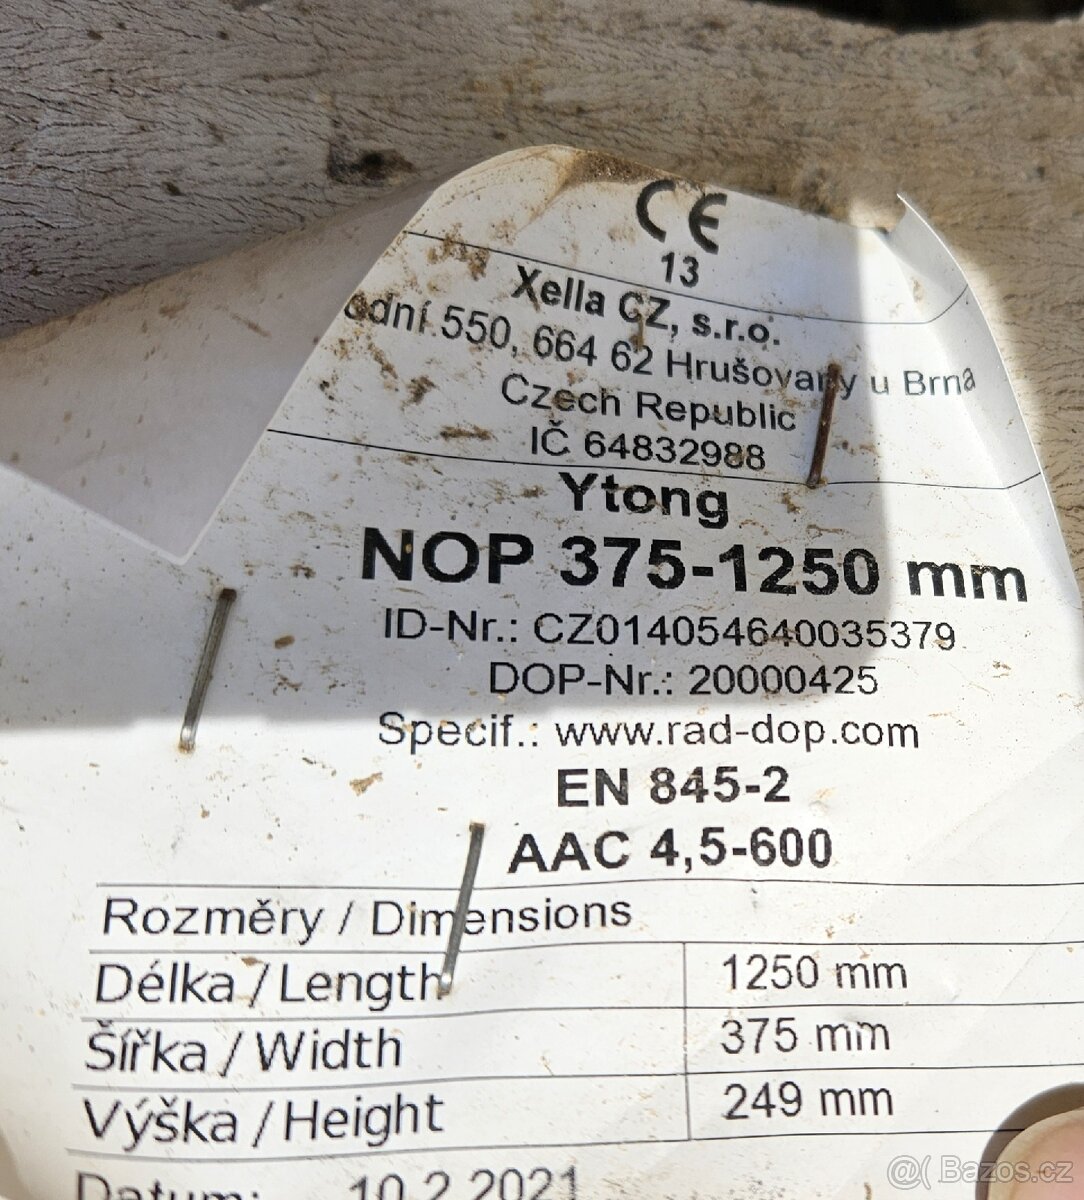 CE
13
Xella CZ, s.r.o.
550, 664 62 Hrušovany u Brna
Czech Republic
IČ 64832988
Ytong
NOP 375-1250 mm
ID-Nr.: CZ014054640035379
DOP-Nr.: 20000425
Specif.: www.rad-dop.com
EN 845-2
AAC 4,5-600
Rozměry / Dimensions
Délka / Length 1250 mm
Šířka / Width 375 mm
Výška / Height 249 mm
Datum: 10.2.2021
@( Bazos.cz